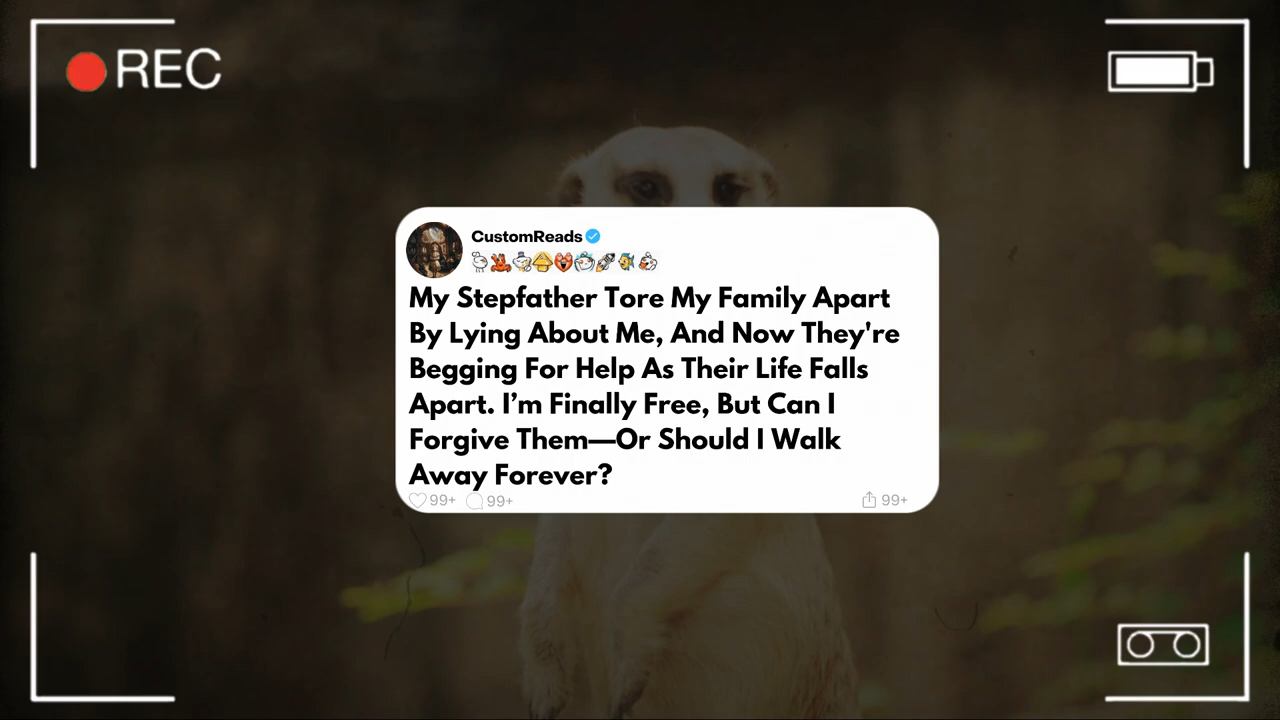 REC
CustomReads
My Stepfather Tore My Family Apart
By Lying About Me, And Now They're
Begging For Help As Their Life Falls
Apart. I’m Finally Free, But Can I
Forgive Them—Or Should I Walk
Away Forever?
99+ 99+ 99+